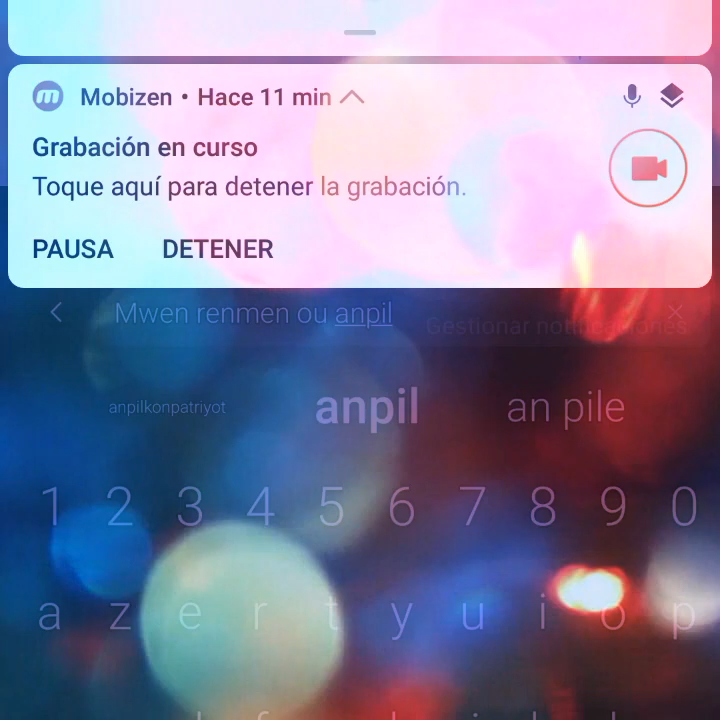 Mobizen • Hace 11 min
Grabación en curso
Toque aquí para detener la grabación.
PAUSA DETENER
Mwen renmen ou anpil
Gestionar notificaciones
anpilkonpatriyot anpil an pile
1 2 3 4 5 6 7 8 9 0
a z e r t y u i o p